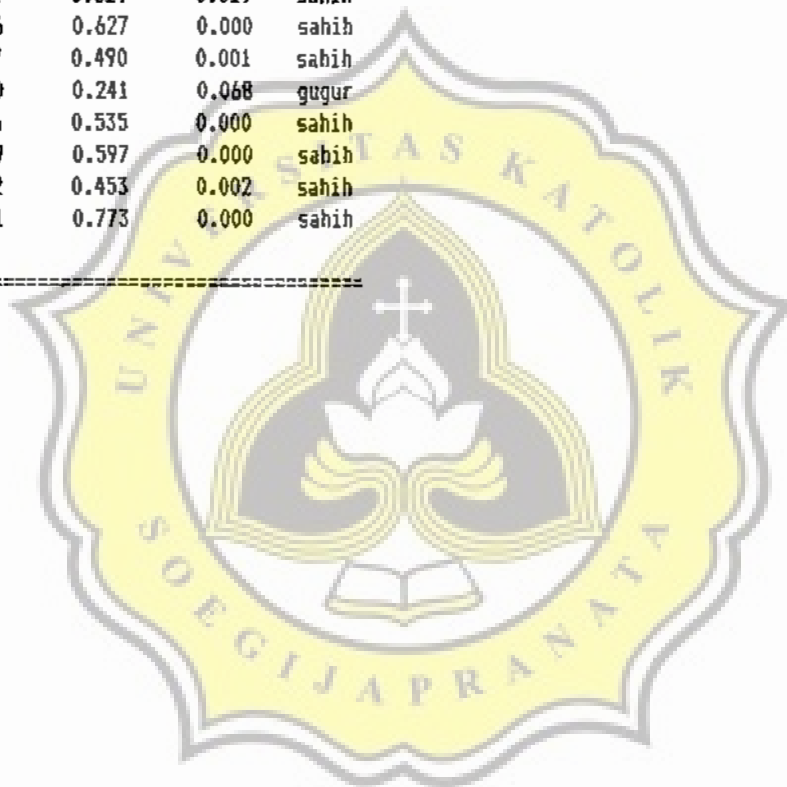 0.627 0.000 sahih
0.490 0.001 sahih
0.241 0.068 gugur
0.535 0.000 sahih
0.597 0.000 sahih
0.453 0.002 sahih
0.773 0.000 sahih
UNIVERSITAS KATOLIK
SOEGIJAPRANATA